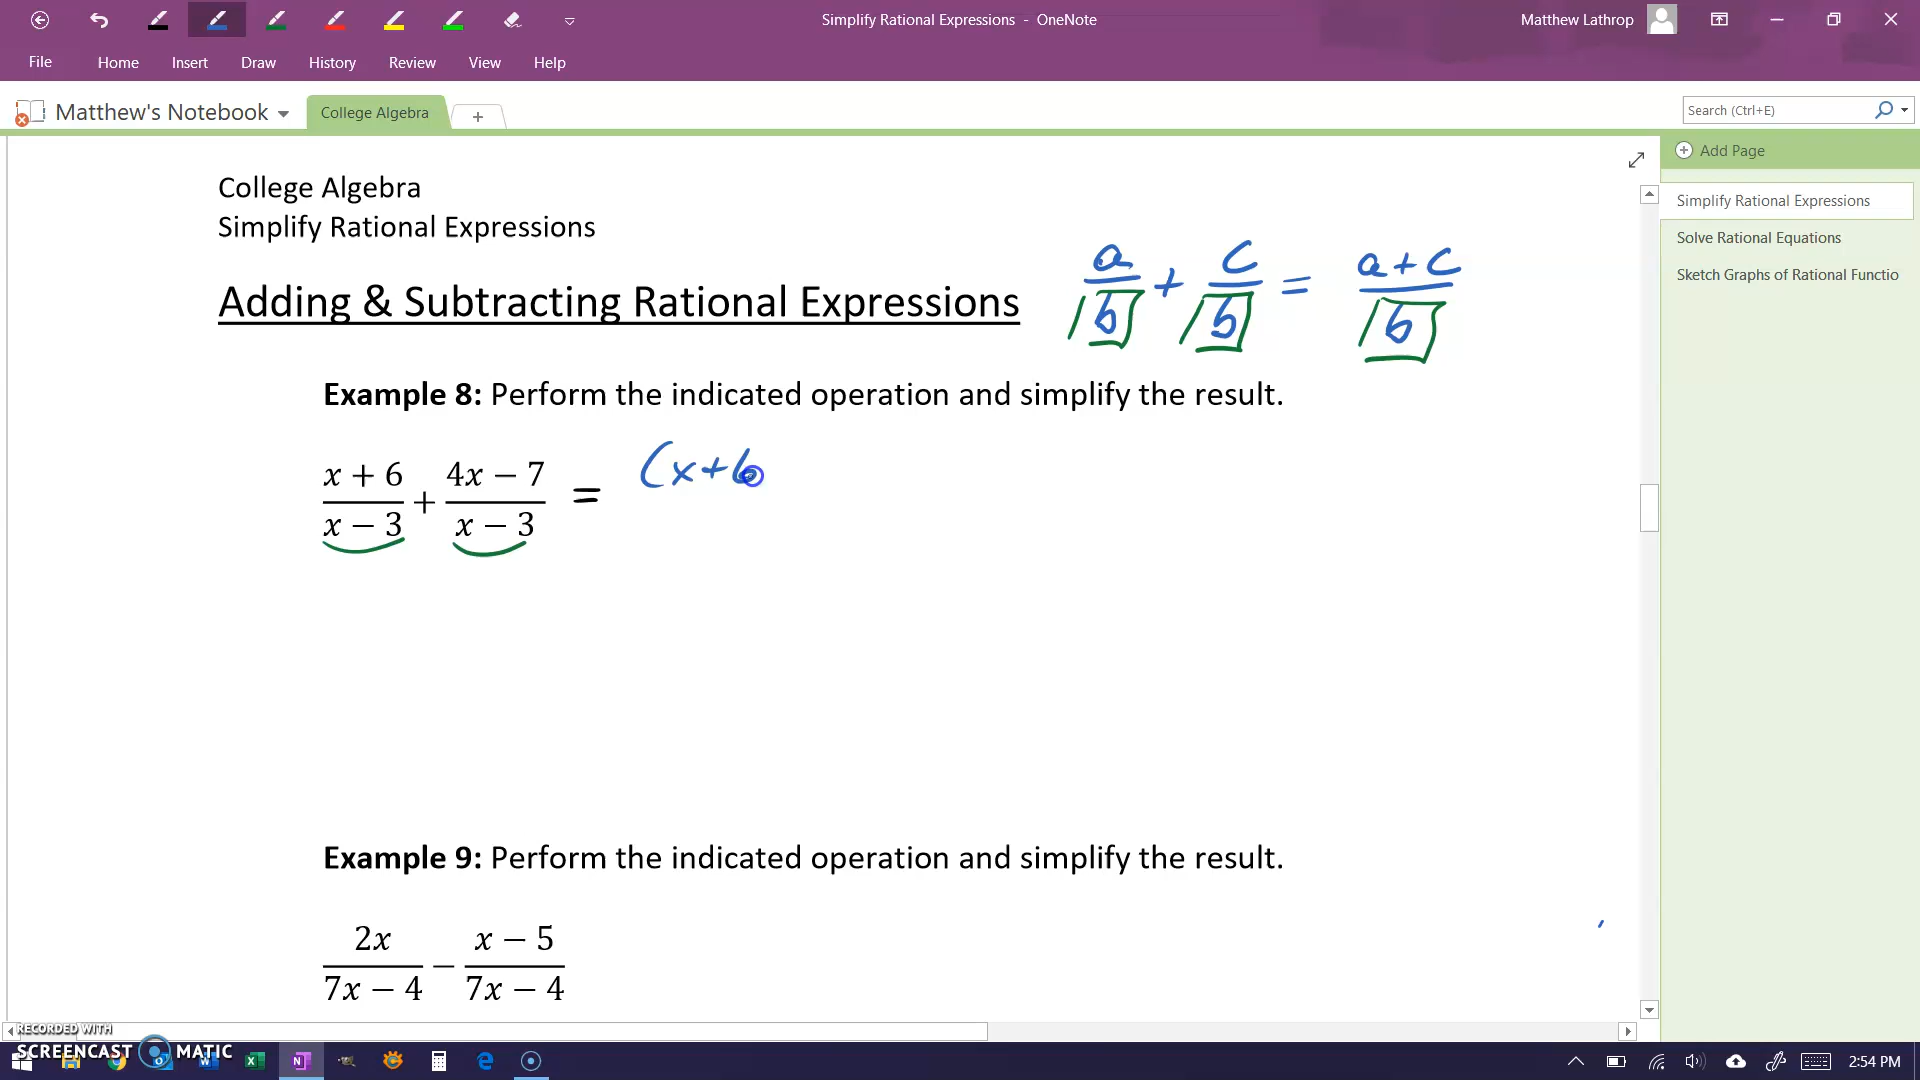 Simplify Rational Expressions - OneNote
Matthew Lathrop
File Home Insert Draw History Review View Help
Matthew's Notebook
College Algebra
+
Search (Ctrl+E)
Add Page
Simplify Rational Expressions
Solve Rational Equations
Sketch Graphs of Rational Functio
College Algebra
Simplify Rational Expressions
Adding & Subtracting Rational Expressions
a/b + c/b = a+c/b
Example 8: Perform the indicated operation and simplify the result.
x + 6/x − 3 + 4x − 7/x − 3 = (x+6
Example 9: Perform the indicated operation and simplify the result.
2x/7x − 4 − x − 5/7x − 4
RECORDED WITH
SCREENCAST MATIC
2:54 PM